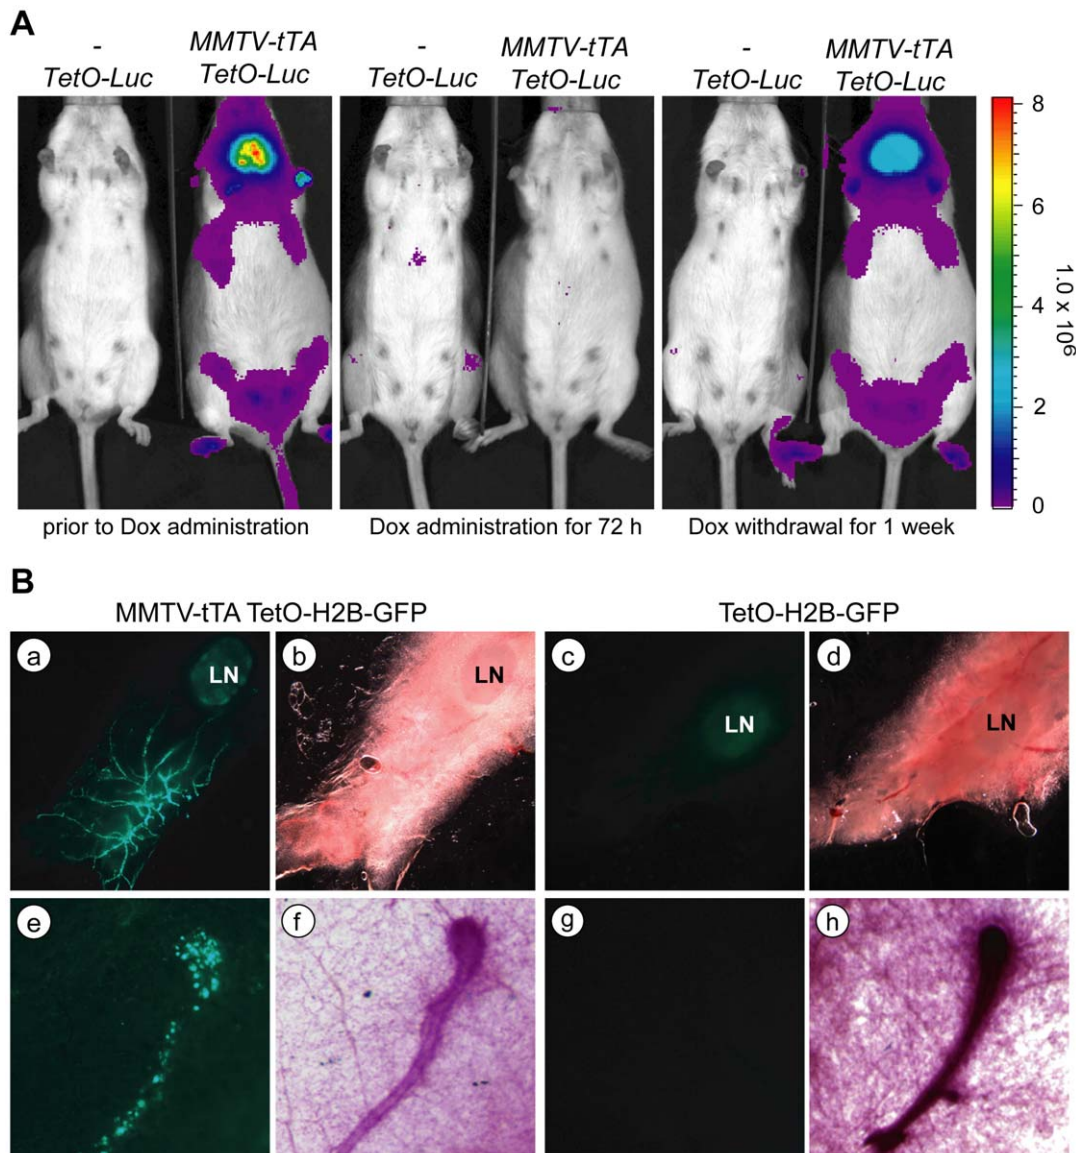 A
- MMTV-tTA - MMTV-tTA - MMTV-tTA
TetO-Luc TetO-Luc TetO-Luc TetO-Luc TetO-Luc TetO-Luc
8
6
4
2
0
1.0 x 10⁶
prior to Dox administration Dox administration for 72 h Dox withdrawal for 1 week
B
MMTV-tTA TetO-H2B-GFP TetO-H2B-GFP
a b c d
LN LN LN LN
e f g h